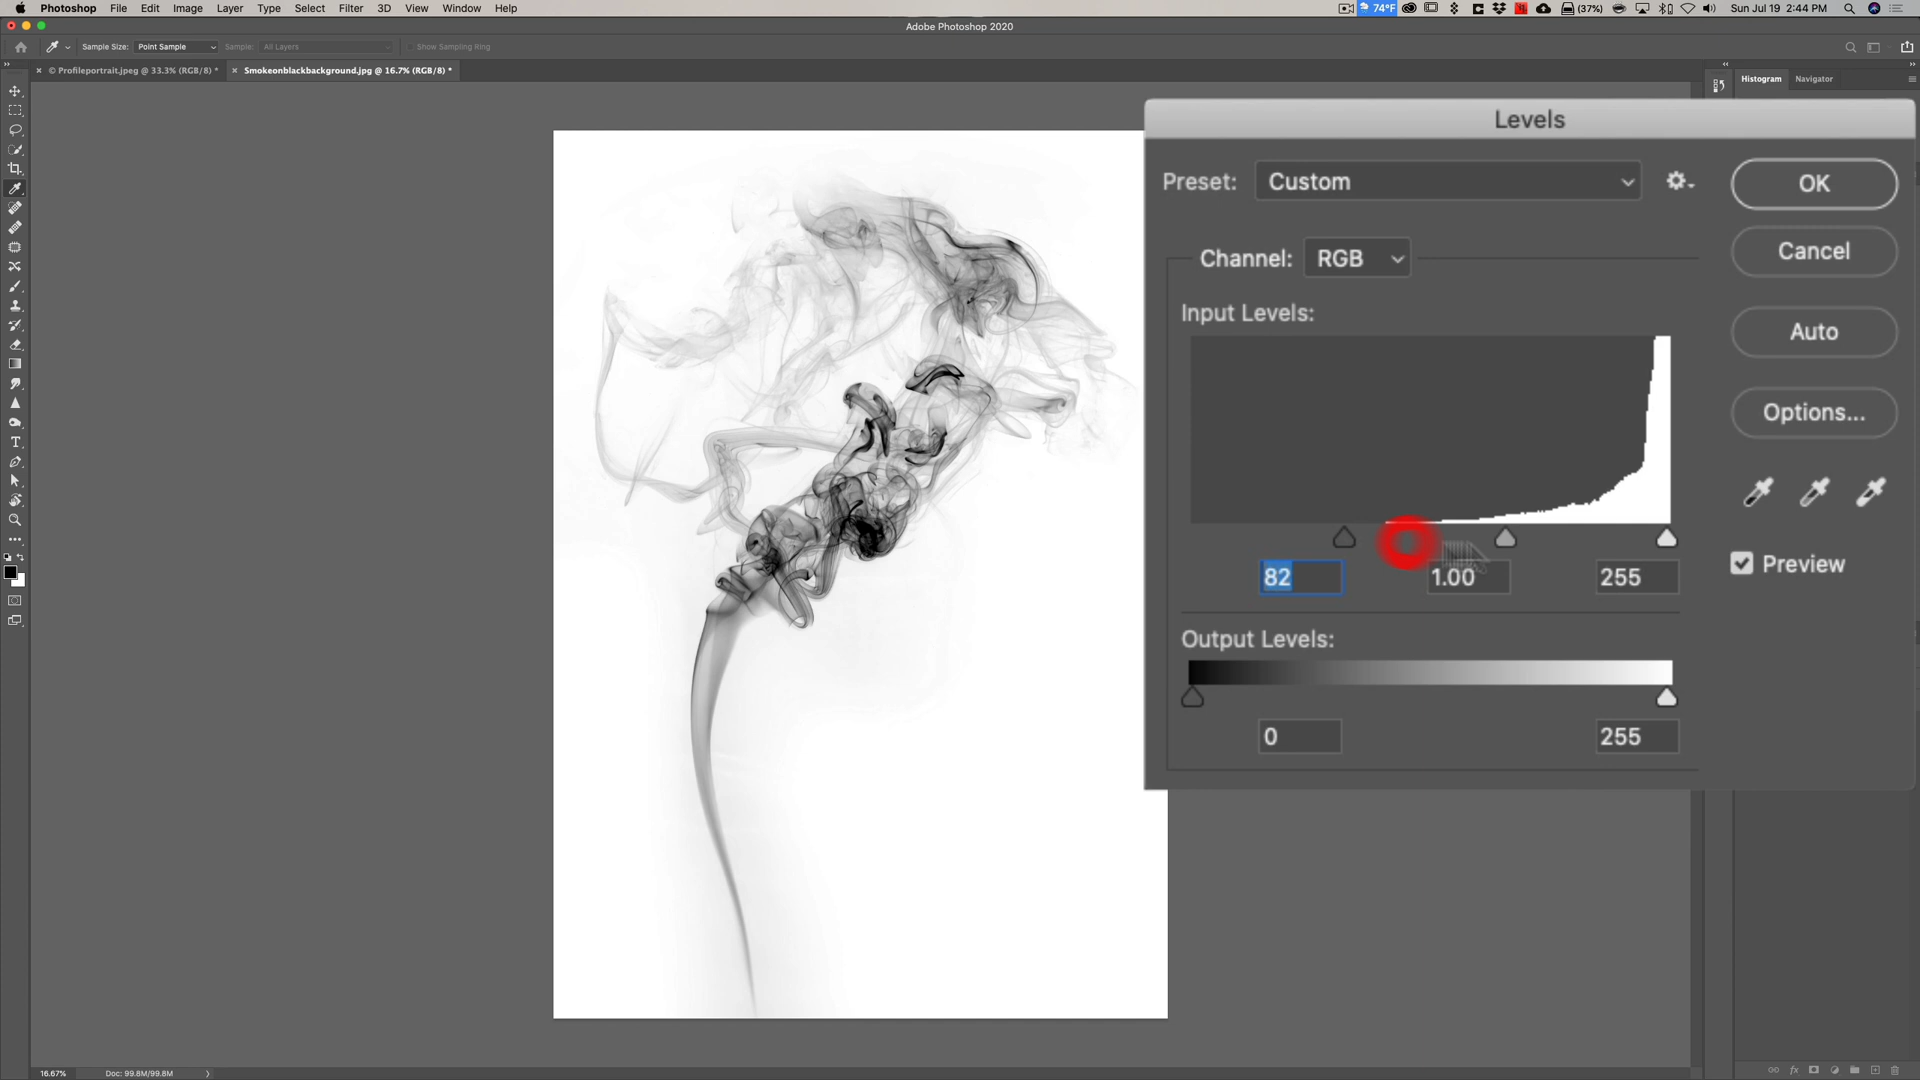 Photoshop File Edit Image Layer Type Select Filter 3D View Window Help 74°F (37%) Sun Jul 19 2:44 PM
Adobe Photoshop 2020
Sample Size: Point Sample Sample: All Layers Show Sampling Ring
© Profileportrait.jpeg @ 33.3% (RGB/8) * Smokeonblackbackground.jpg @ 16.7% (RGB/8) *
Histogram Navigator
Levels
Preset: Custom
OK
Channel: RGB
Cancel
Input Levels:
Auto
Options...
Preview
82 1.00 255
Output Levels:
0 255
16.67% Doc: 99.8M/99.8M